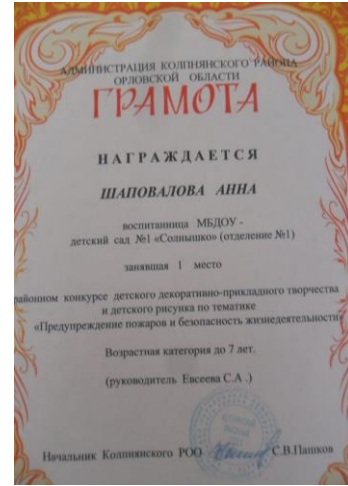 АДМИНИСТРАЦИЯ КОЛПНЯНСКОГО РАЙОНА
ОРЛОВСКОЙ ОБЛАСТИ
ГРАМОТА
НАГРАЖДАЕТСЯ
ШАПОВАЛОВА АННА
воспитанница МБДОУ -
детский сад №1 «Солнышко» (отделение №1)
занявшая 1 место
районном конкурсе детского декоративно-прикладного творчества
и детского рисунка по тематике
«Предупреждение пожаров и безопасность жизнедеятельности»
Возрастная категория до 7 лет.
(руководитель Евсеева С.А .)
Начальник Колпнянского РОО С.В.Пашков